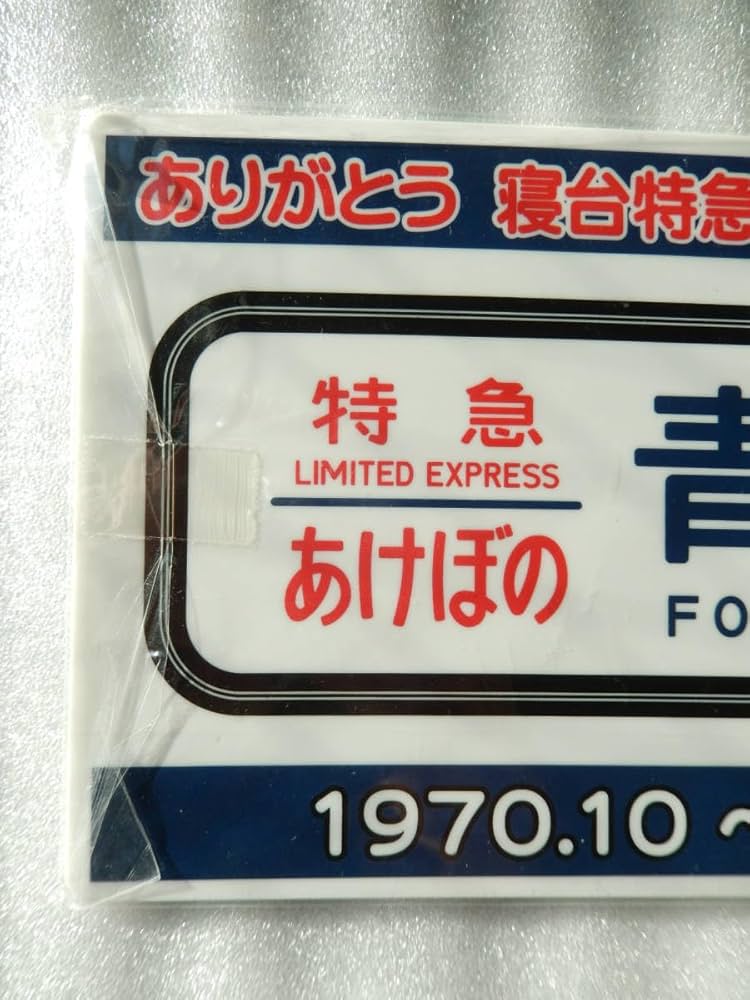 ありがとう 寝台特急
特急
LIMITED EXPRESS
あけぼの
青
FO
1970.10～